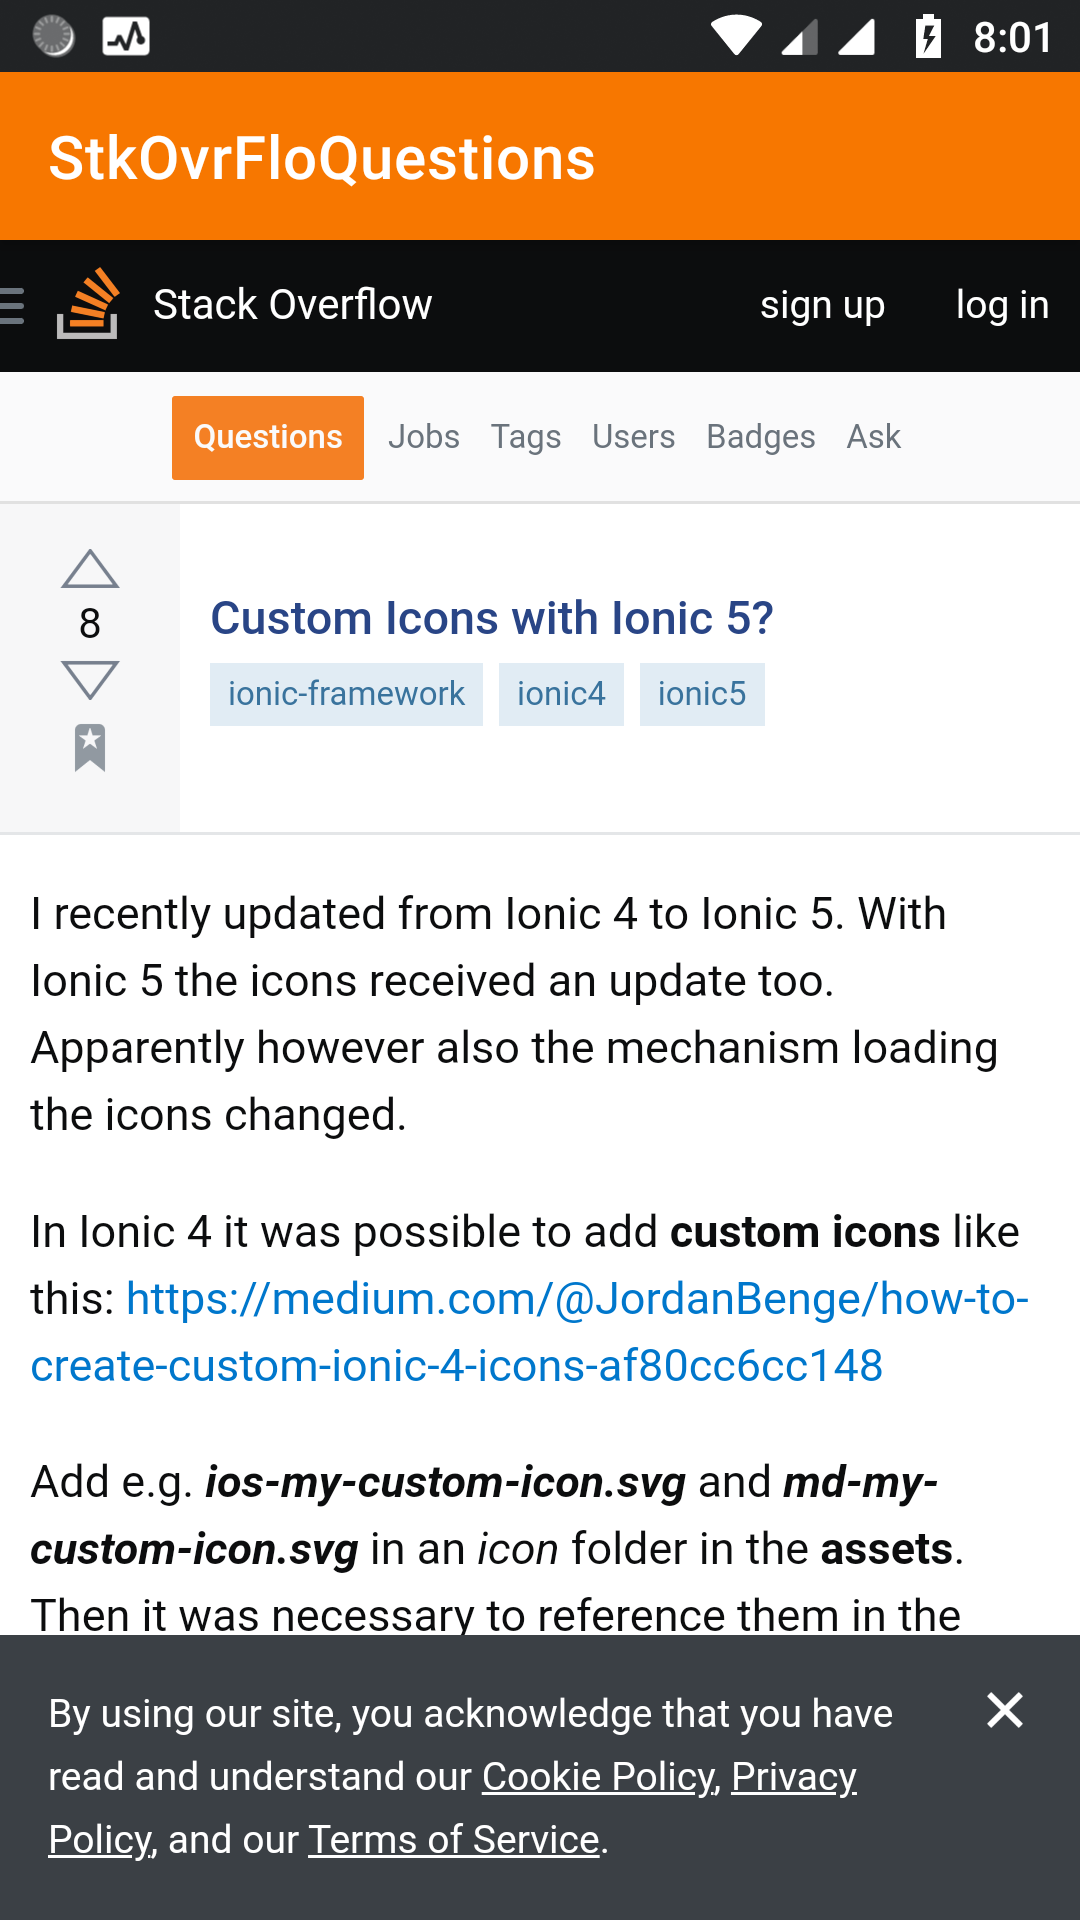 8:01
StkOvrFloQuestions
Stack Overflow sign up log in
Questions Jobs Tags Users Badges Ask
8
Custom Icons with Ionic 5?
ionic-framework ionic4 ionic5
I recently updated from Ionic 4 to Ionic 5. With
Ionic 5 the icons received an update too.
Apparently however also the mechanism loading
the icons changed.
In Ionic 4 it was possible to add custom icons like
this: https://medium.com/@JordanBenge/how-to-
create-custom-ionic-4-icons-af80cc6cc148
Add e.g. ios-my-custom-icon.svg and md-my-
custom-icon.svg in an icon folder in the assets.
Then it was necessary to reference them in the
By using our site, you acknowledge that you have
read and understand our Cookie Policy, Privacy
Policy, and our Terms of Service.